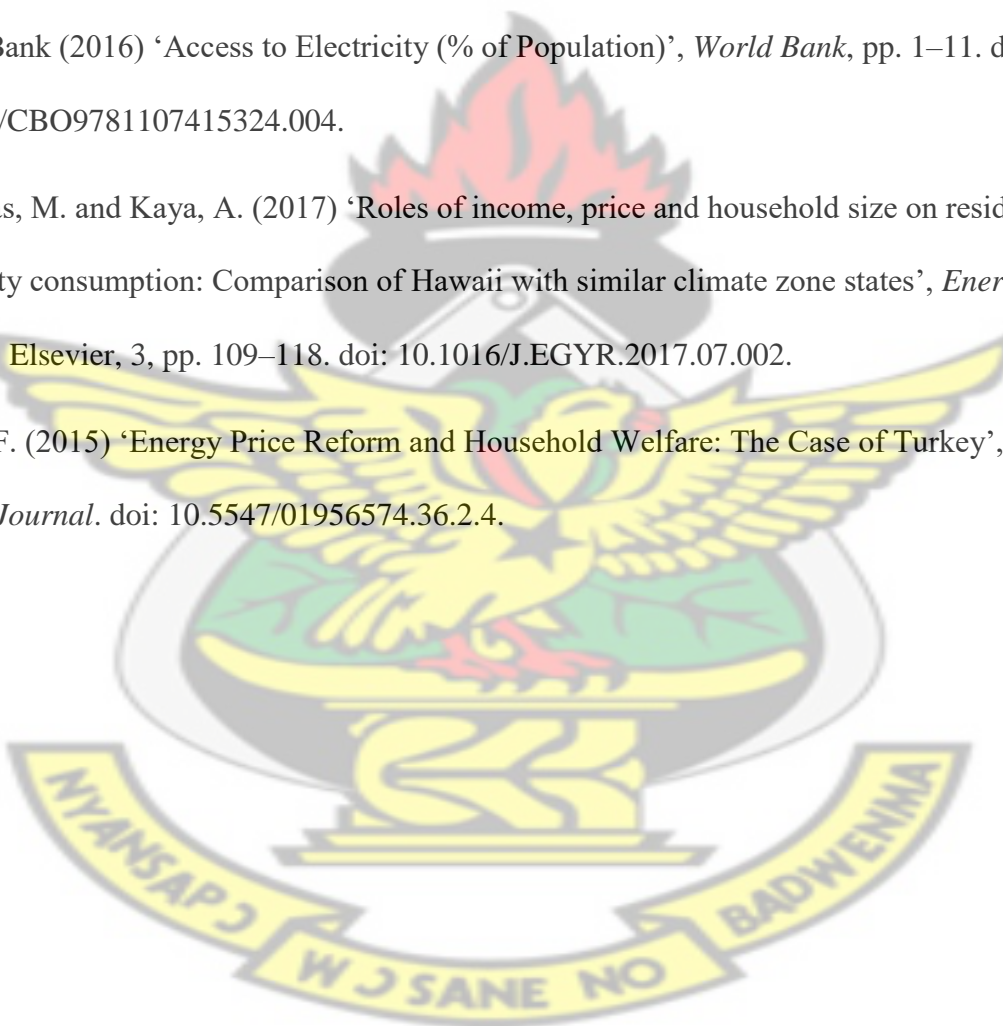 Bank (2016) ‘Access to Electricity (% of Population)’, World Bank, pp. 1–11. d
/CBO9781107415324.004.
s, M. and Kaya, A. (2017) ‘Roles of income, price and household size on resid
ty consumption: Comparison of Hawaii with similar climate zone states’, Ener
Elsevier, 3, pp. 109–118. doi: 10.1016/J.EGYR.2017.07.002.
F. (2015) ‘Energy Price Reform and Household Welfare: The Case of Turkey’,
Journal. doi: 10.5547/01956574.36.2.4.
NYANSAPƆ
WƆ SANE NO
BADWENMA